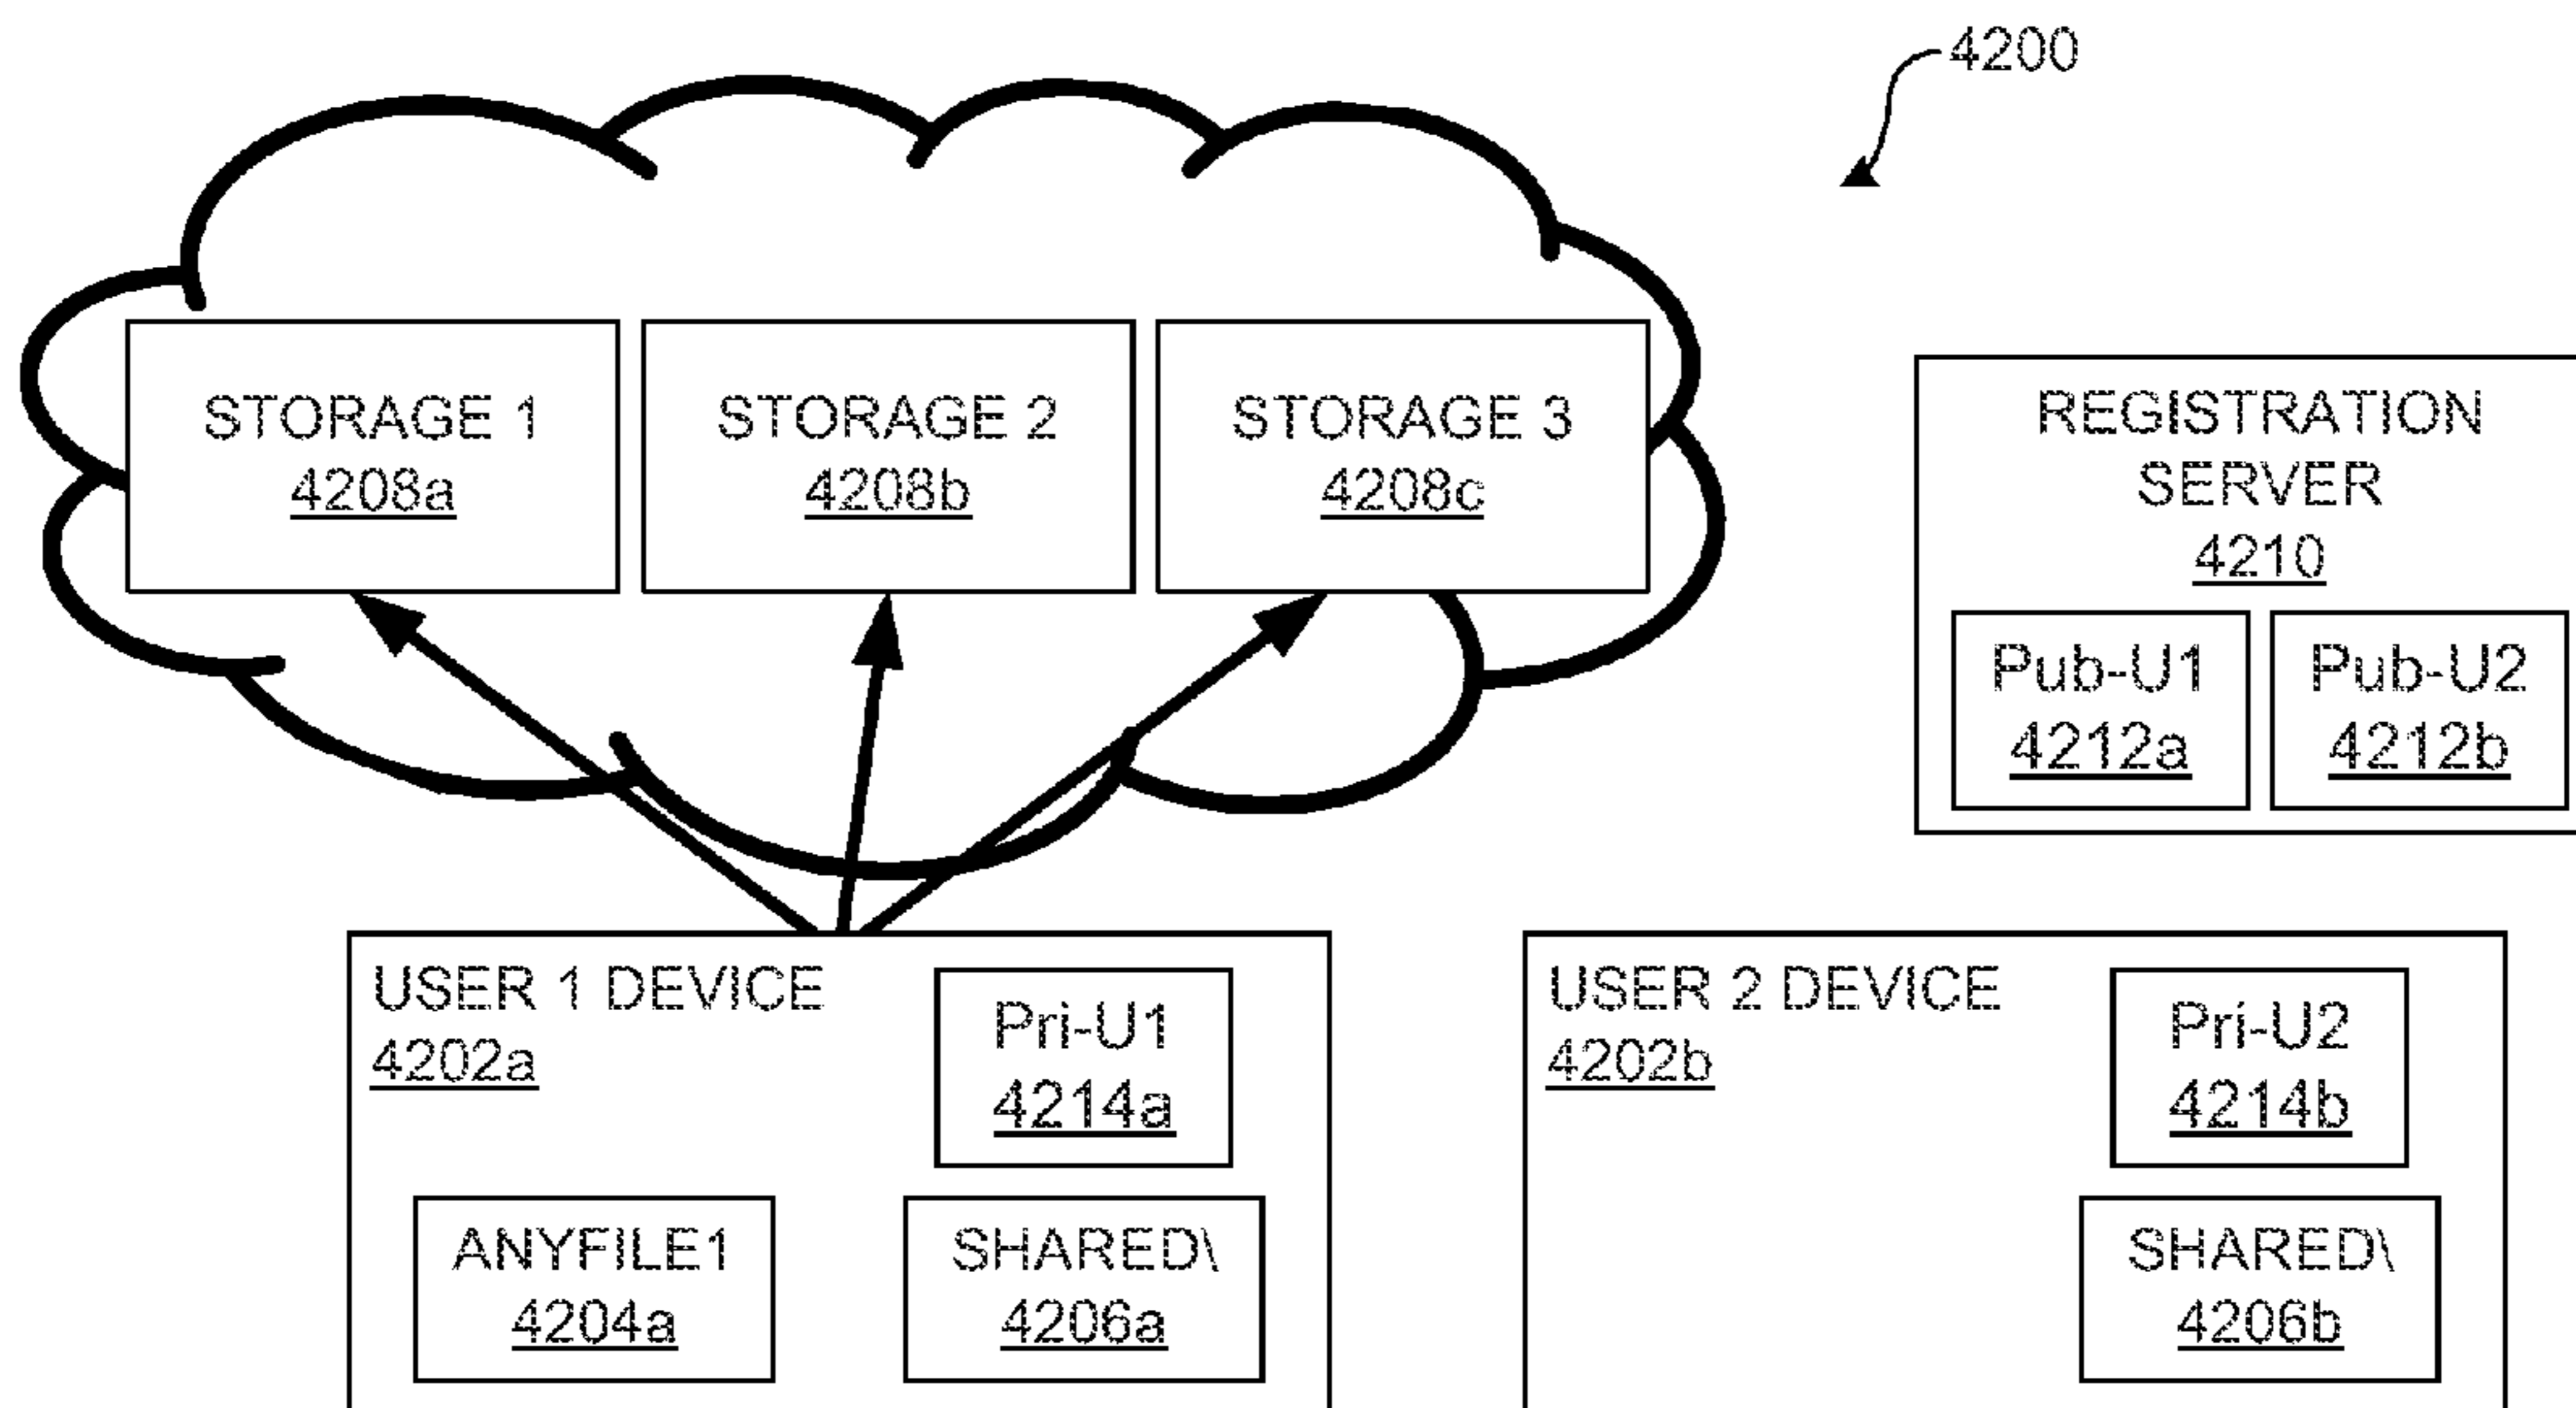 4200
STORAGE 1
4208a
STORAGE 2
4208b
STORAGE 3
4208c
REGISTRATION
SERVER
4210
Pub-U1
4212a
Pub-U2
4212b
USER 1 DEVICE
4202a
Pri-U1
4214a
ANYFILE1
4204a
SHARED\
4206a
USER 2 DEVICE
4202b
Pri-U2
4214b
SHARED\
4206b